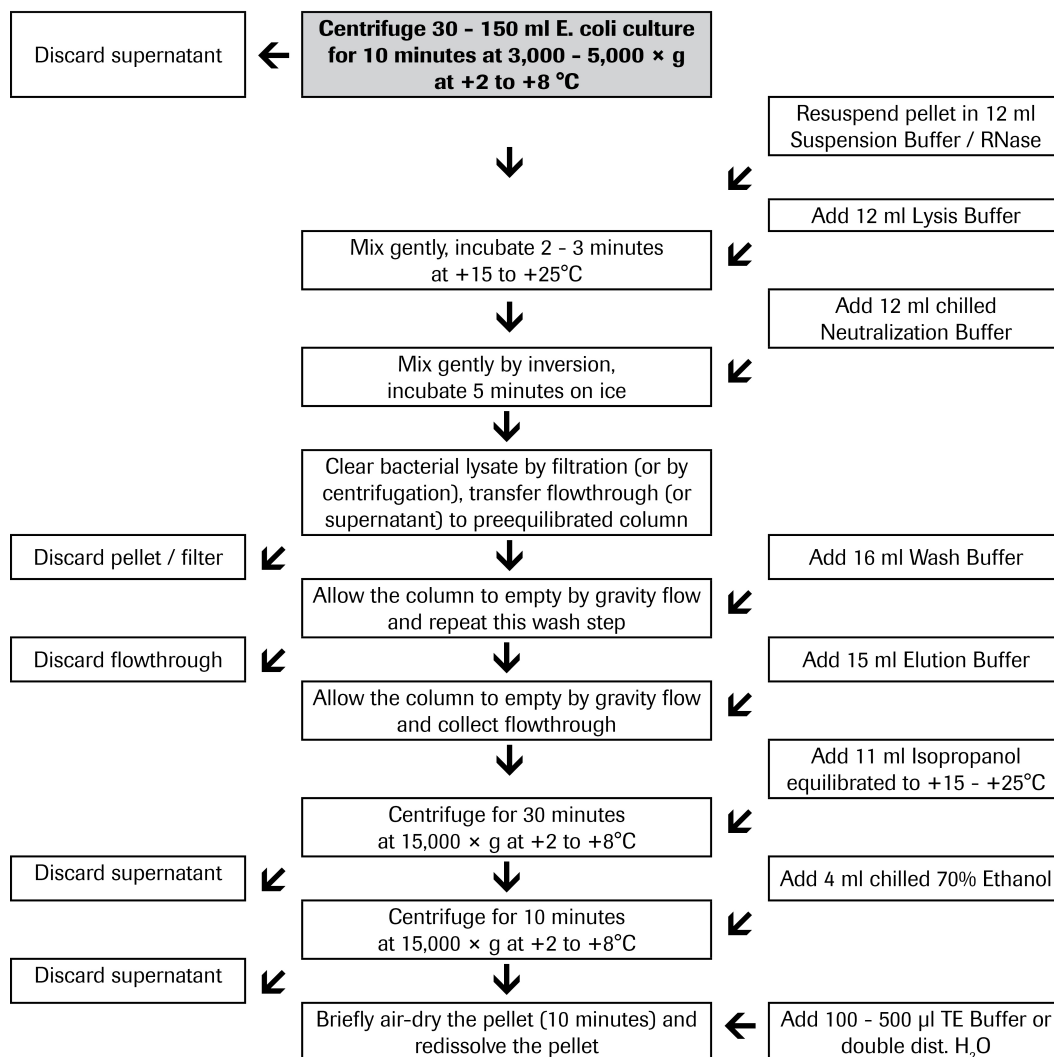 Discard supernatant
Centrifuge 30 - 150 ml E. coli culture
for 10 minutes at 3,000 - 5,000 × g
at +2 to +8 °C
Resuspend pellet in 12 ml
Suspension Buffer / RNase
Add 12 ml Lysis Buffer
Mix gently, incubate 2 - 3 minutes
at +15 to +25°C
Add 12 ml chilled
Neutralization Buffer
Mix gently by inversion,
incubate 5 minutes on ice
Clear bacterial lysate by filtration (or by
centrifugation), transfer flowthrough (or
supernatant) to preequilibrated column
Discard pellet / filter
Add 16 ml Wash Buffer
Allow the column to empty by gravity flow
and repeat this wash step
Discard flowthrough
Add 15 ml Elution Buffer
Allow the column to empty by gravity flow
and collect flowthrough
Add 11 ml Isopropanol
equilibrated to +15 - +25°C
Centrifuge for 30 minutes
at 15,000 × g at +2 to +8°C
Discard supernatant
Add 4 ml chilled 70% Ethanol
Centrifuge for 10 minutes
at 15,000 × g at +2 to +8°C
Discard supernatant
Briefly air-dry the pellet (10 minutes) and
redissolve the pellet
Add 100 - 500 µl TE Buffer or
double dist. H₂O